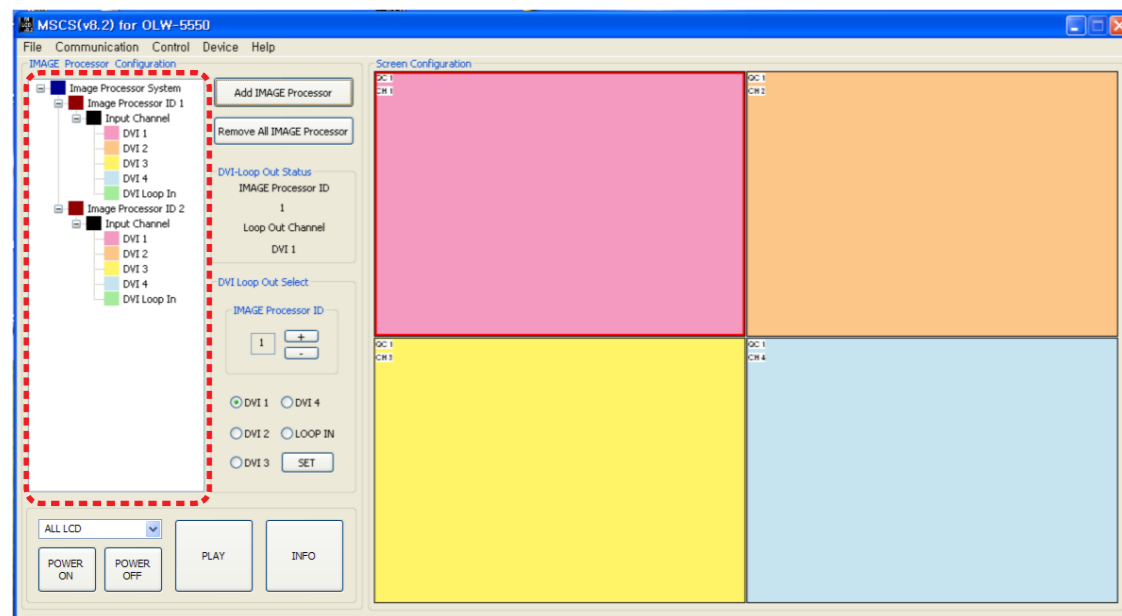 MSCS(v8.2) for OLW-5550
File Communication Control Device Help
IMAGE Processor Configuration
Image Processor System
Image Processor ID 1
Input Channel
DVI 1
DVI 2
DVI 3
DVI 4
DVI Loop In
Image Processor ID 2
Input Channel
DVI 1
DVI 2
DVI 3
DVI 4
DVI Loop In
Add IMAGE Processor
Remove All IMAGE Processor
DVI-Loop Out Status
IMAGE Processor ID
1
Loop Out Channel
DVI 1
DVI Loop Out Select
IMAGE Processor ID
1
+
-
DVI 1 DVI 4
DVI 2 LOOP IN
DVI 3 SET
ALL LCD
POWER
ON
POWER
OFF
PLAY
INFO
Screen Configuration
QC 1
CH 1
QC 1
CH 2
QC 1
CH 3
QC 1
CH 4